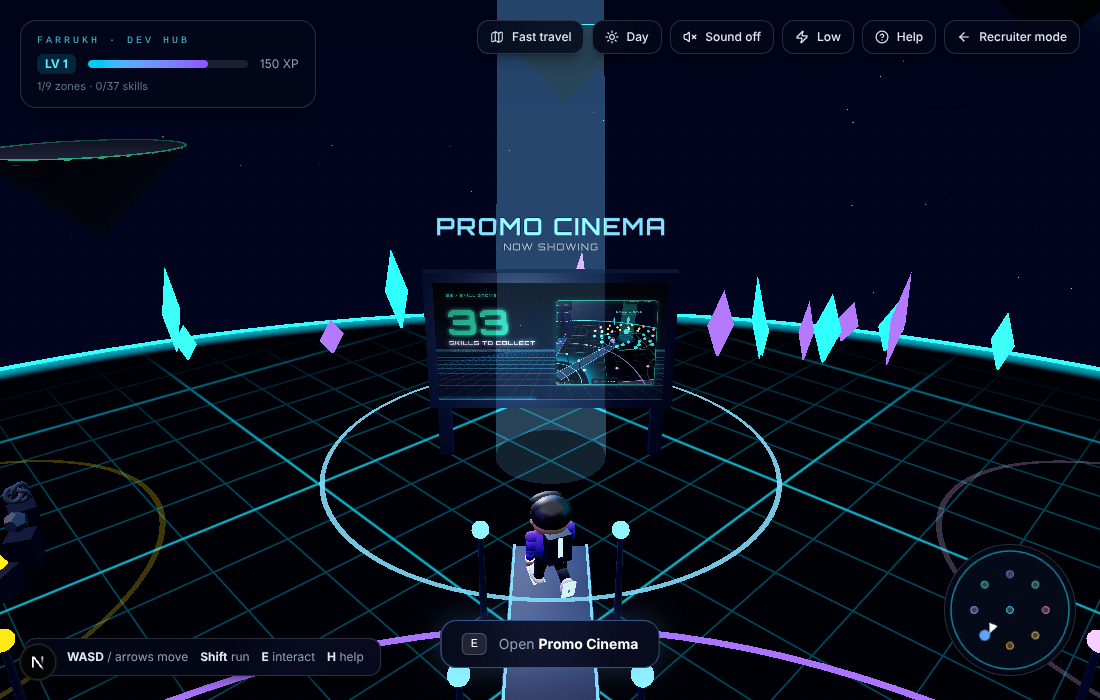 FARRUKH · DEV HUB
LV 1
150 XP
1/9 zones · 0/37 skills
Fast travel
Day
Sound off
Low
Help
Recruiter mode
PROMO CINEMA
NOW SHOWING
33
SKILLS TO COLLECT
E
Open Promo Cinema
N
WASD / arrows move Shift run E interact H help